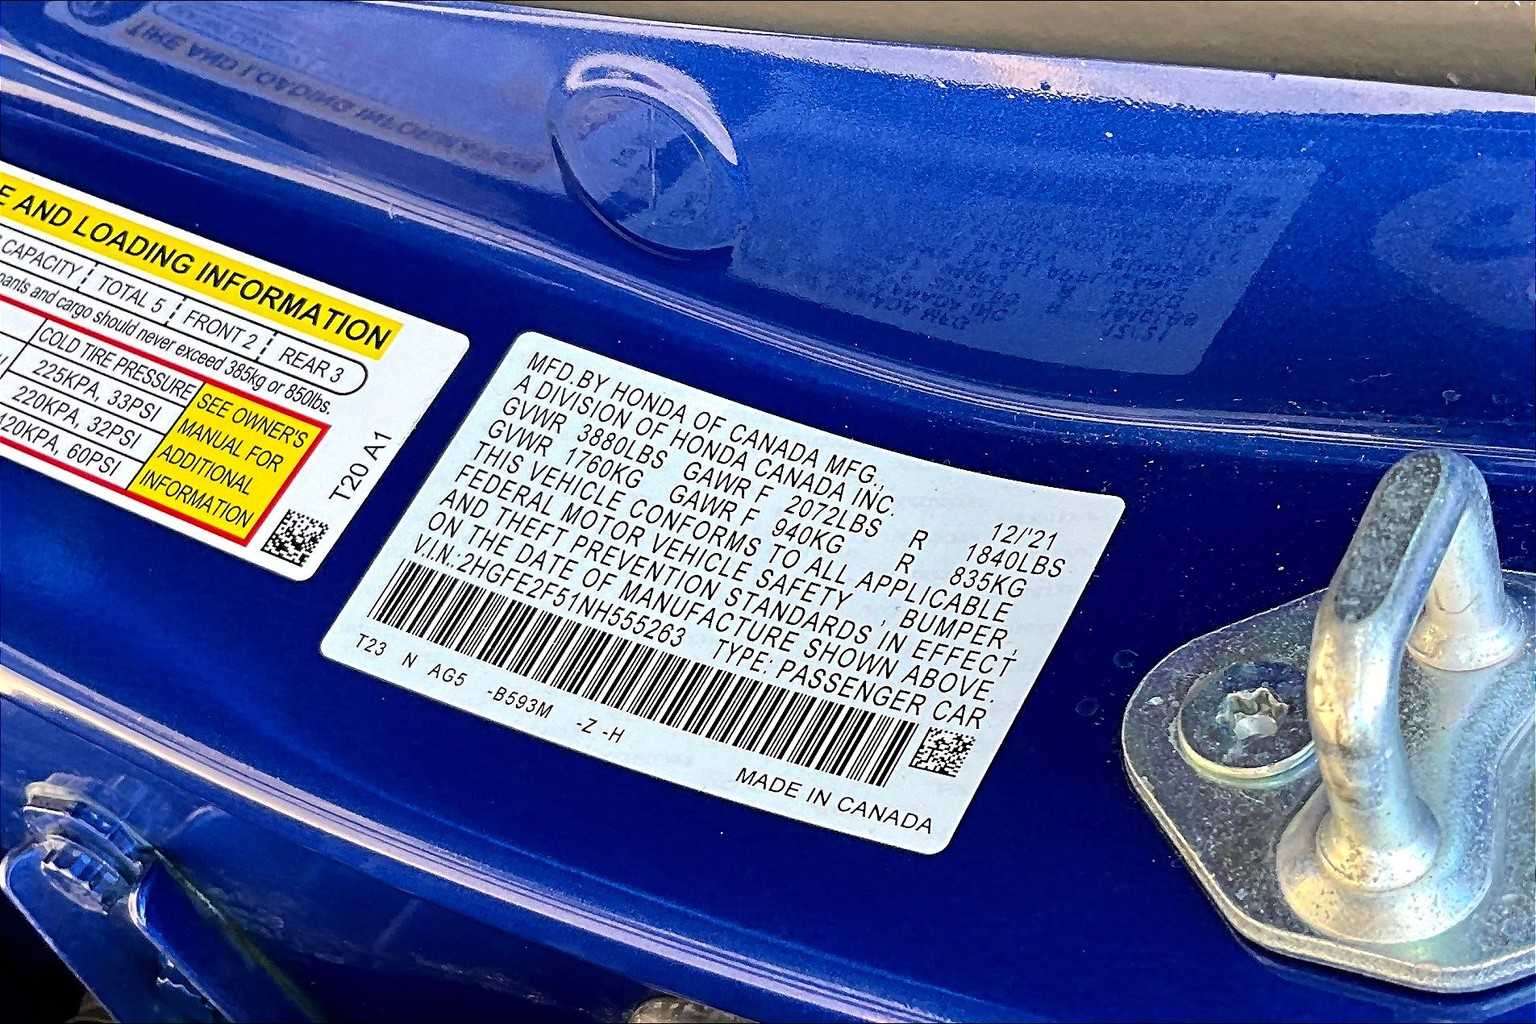 E AND LOADING INFORMATION
CAPACITY TOTAL 5 FRONT 2 REAR 3
pants and cargo should never exceed 385kg or 850lbs.
COLD TIRE PRESSURE
225KPA, 33PSI
220KPA, 32PSI
420KPA, 60PSI
SEE OWNER'S
MANUAL FOR
ADDITIONAL
INFORMATION
T20 A1
MFD.BY HONDA OF CANADA MFG.,
A DIVISION OF HONDA CANADA INC. 12/'21
GVWR 3880LBS GAWR F 2072LBS R 1840LBS
GVWR 1760KG GAWR F 940KG R 835KG
THIS VEHICLE CONFORMS TO ALL APPLICABLE
FEDERAL MOTOR VEHICLE SAFETY , BUMPER,
AND THEFT PREVENTION STANDARDS IN EFFECT
ON THE DATE OF MANUFACTURE SHOWN ABOVE.
V.I.N.:2HGFE2F51NH555263 TYPE: PASSENGER CAR
T23 N AG5 -B593M -Z -H
MADE IN CANADA